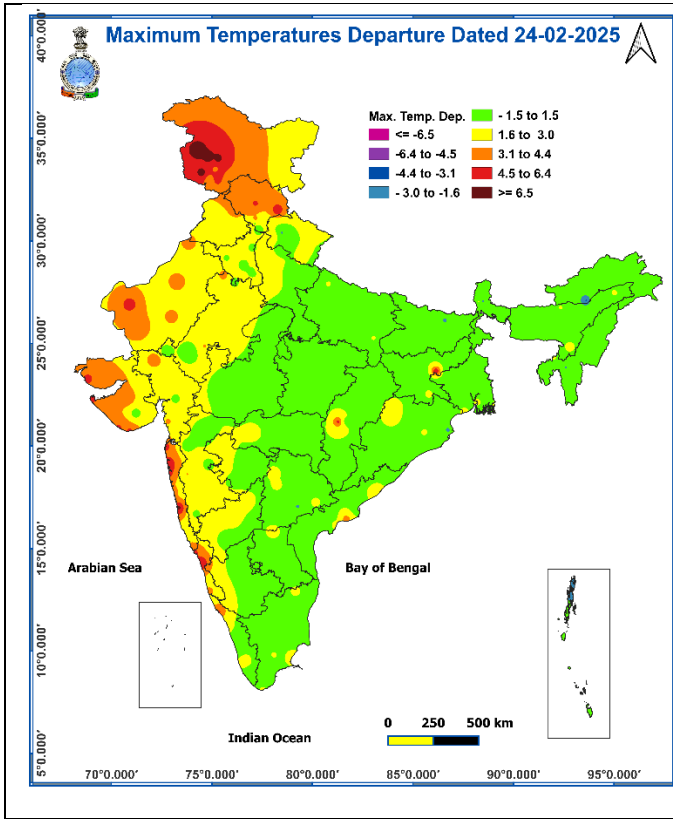 Maximum Temperatures Departure Dated 24-02-2025
Max. Temp. Dep.
<= -6.5
-6.4 to -4.5
-4.4 to -3.1
- 3.0 to -1.6
- 1.5 to 1.5
1.6 to 3.0
3.1 to 4.4
4.5 to 6.4
>= 6.5
40°0.000'
35°0.000'
30°0.000'
25°0.000'
20°0.000'
15°0.000'
10°0.000'
5°0.000'
Arabian Sea
Bay of Bengal
Indian Ocean
0 250 500 km
70°0.000' 75°0.000' 80°0.000' 85°0.000' 90°0.000' 95°0.000'